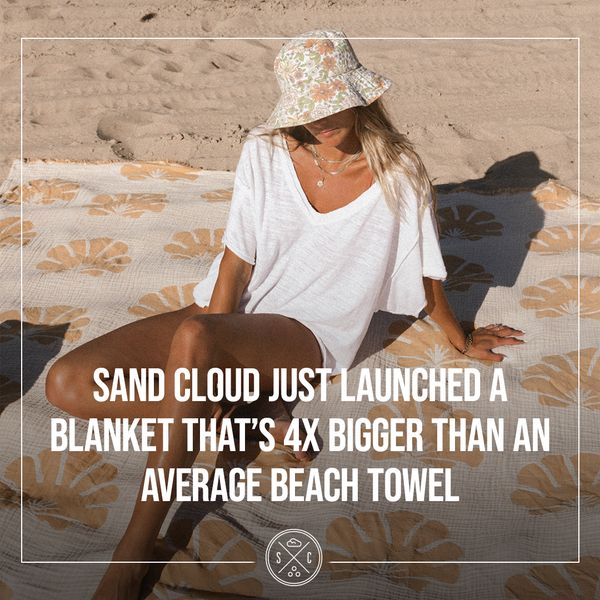 SAND CLOUD JUST LAUNCHED A
BLANKET THAT'S 4X BIGGER THAN AN
AVERAGE BEACH TOWEL
S C